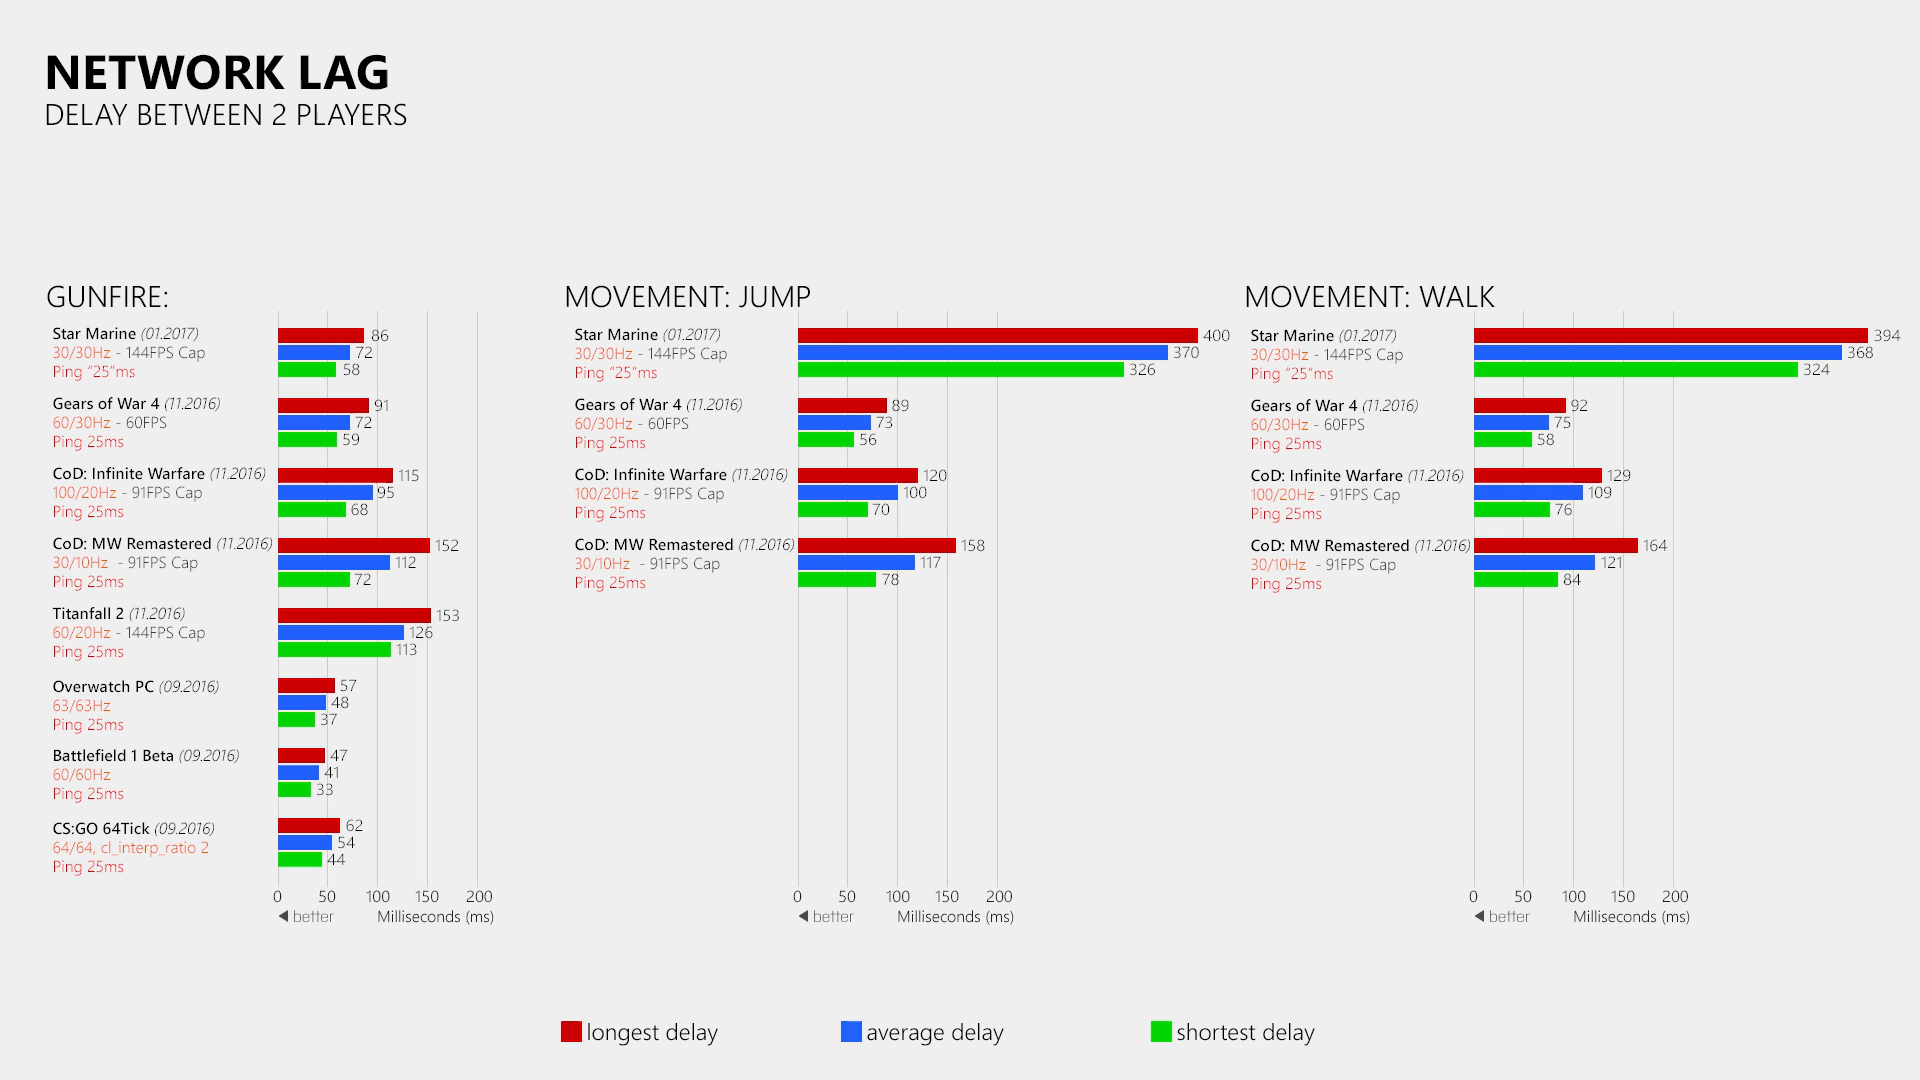 NETWORK LAG
DELAY BETWEEN 2 PLAYERS
GUNFIRE:
Star Marine (01.2017)
30/30Hz - 144FPS Cap
Ping "25"ms
86
72
58
Gears of War 4 (11.2016)
60/30Hz - 60FPS
Ping 25ms
91
72
59
CoD: Infinite Warfare (11.2016)
100/20Hz - 91FPS Cap
Ping 25ms
115
95
68
CoD: MW Remastered (11.2016)
30/10Hz - 91FPS Cap
Ping 25ms
152
112
72
Titanfall 2 (11.2016)
60/20Hz - 144FPS Cap
Ping 25ms
153
126
113
Overwatch PC (09.2016)
63/63Hz
Ping 25ms
57
48
37
Battlefield 1 Beta (09.2016)
60/60Hz
Ping 25ms
47
41
33
CS:GO 64Tick (09.2016)
64/64, cl_interp_ratio 2
Ping 25ms
62
54
44
0 50 100 150 200
better Milliseconds (ms)
MOVEMENT: JUMP
Star Marine (01.2017)
30/30Hz - 144FPS Cap
Ping "25"ms
400
370
326
Gears of War 4 (11.2016)
60/30Hz - 60FPS
Ping 25ms
89
73
56
CoD: Infinite Warfare (11.2016)
100/20Hz - 91FPS Cap
Ping 25ms
120
100
70
CoD: MW Remastered (11.2016)
30/10Hz - 91FPS Cap
Ping 25ms
158
117
78
0 50 100 150 200
better Milliseconds (ms)
MOVEMENT: WALK
Star Marine (01.2017)
30/30Hz - 144FPS Cap
Ping "25"ms
394
368
324
Gears of War 4 (11.2016)
60/30Hz - 60FPS
Ping 25ms
92
75
58
CoD: Infinite Warfare (11.2016)
100/20Hz - 91FPS Cap
Ping 25ms
129
109
76
CoD: MW Remastered (11.2016)
30/10Hz - 91FPS Cap
Ping 25ms
164
121
84
0 50 100 150 200
better Milliseconds (ms)
longest delay
average delay
shortest delay